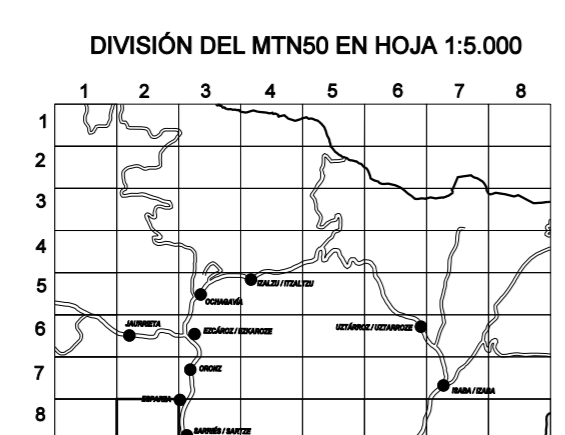 DIVISIÓN DEL MTN50 EN HOJA 1:5.000
1 2 3 4 5 6 7 8
1
2
3
4
5
IZALZU / ITZALTZU
OCHAGAVÍA
6
JAURRIETA
EZCÁROZ / EZKAROZE
UZTÁRROZ / UZTARROZE
7
ORONZ
ISABA / IZABA
ESPARZA
8
SARRIÉS / SARTZE